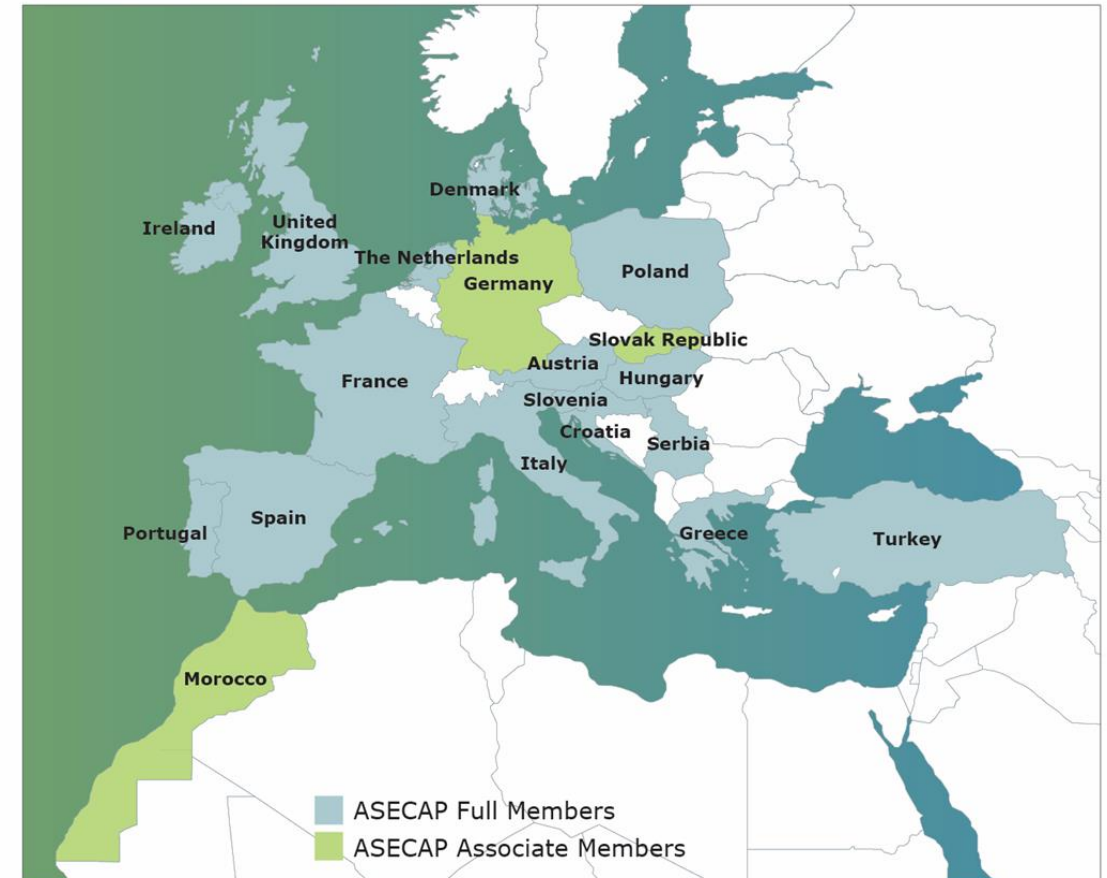 Denmark
Ireland
United
Kingdom
The Netherlands
Germany
Poland
Slovak Republic
Austria
France
Hungary
Slovenia
Croatia
Serbia
Italy
Spain
Portugal
Greece
Turkey
Morocco
ASECAP Full Members
ASECAP Associate Members